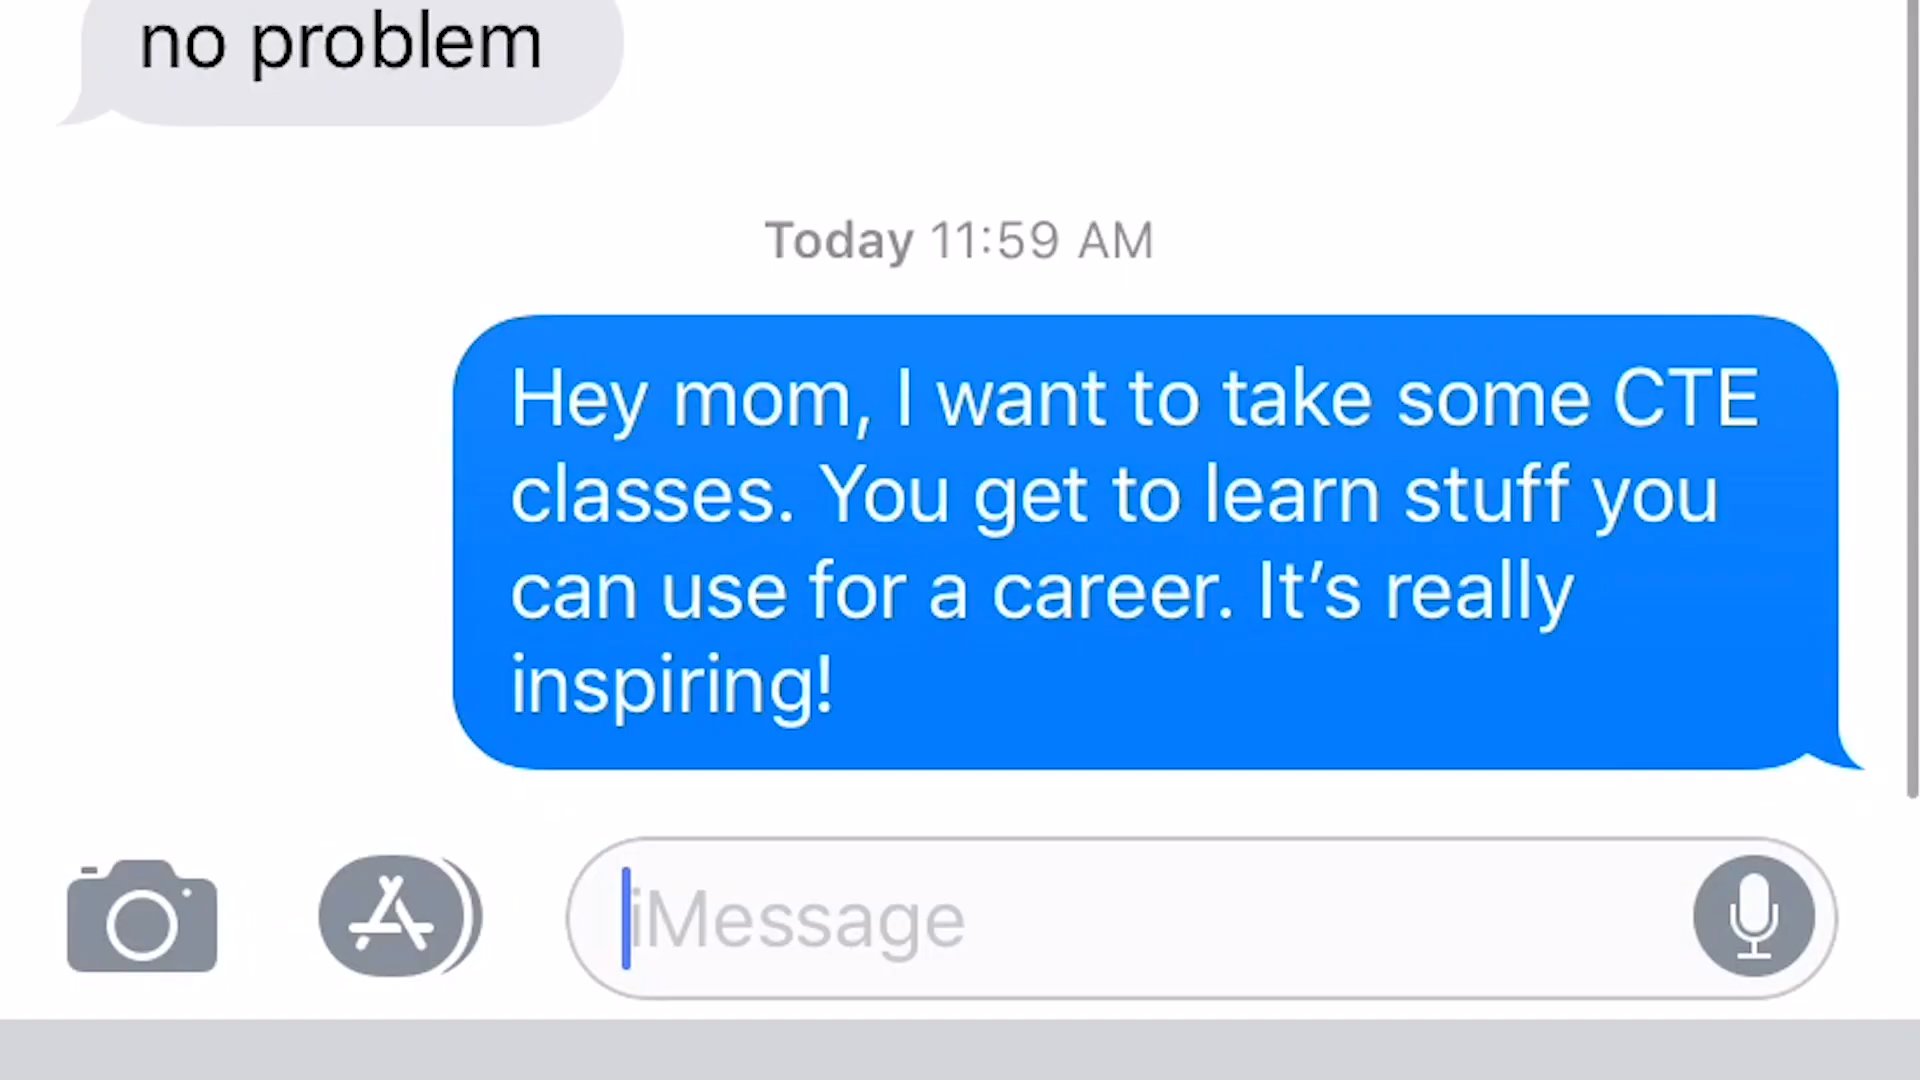 no problem
Today 11:59 AM
Hey mom, I want to take some CTE
classes. You get to learn stuff you
can use for a career. It’s really
inspiring!
iMessage